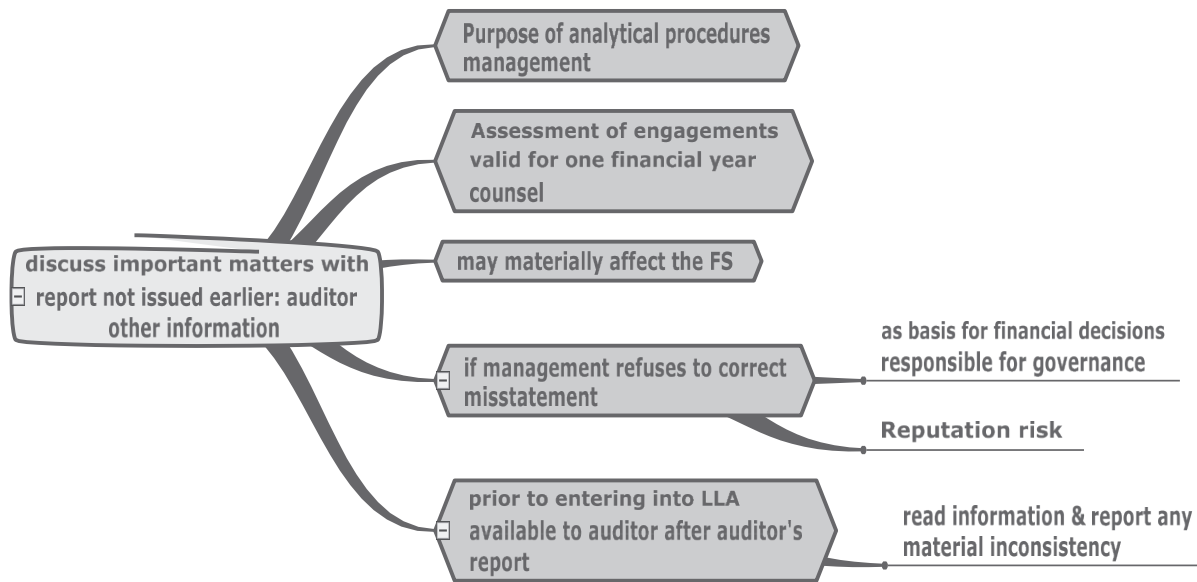 discuss important matters with
report not issued earlier: auditor
other information
Purpose of analytical procedures
management
Assessment of engagements
valid for one financial year
counsel
may materially affect the FS
if management refuses to correct
misstatement
as basis for financial decisions
responsible for governance
Reputation risk
prior to entering into LLA
available to auditor after auditor's
report
read information & report any
material inconsistency